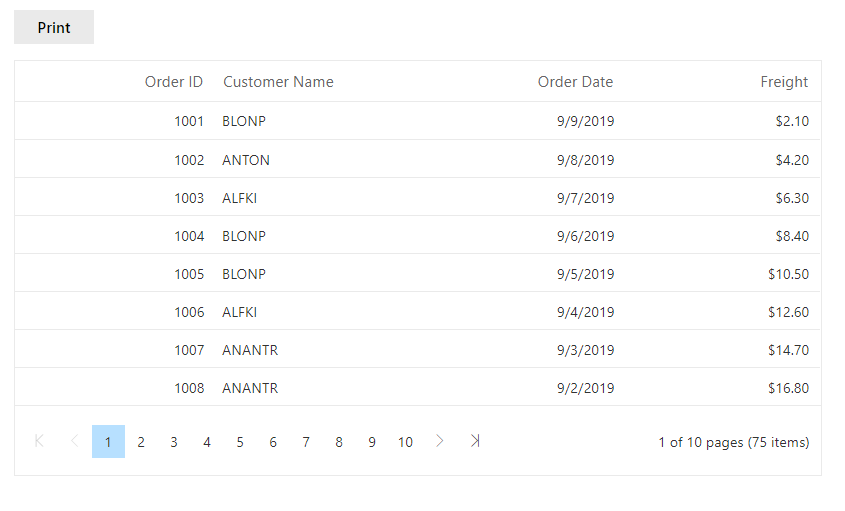 Print
Order ID Customer Name Order Date Freight
1001 BLONP 9/9/2019 $2.10
1002 ANTON 9/8/2019 $4.20
1003 ALFKI 9/7/2019 $6.30
1004 BLONP 9/6/2019 $8.40
1005 BLONP 9/5/2019 $10.50
1006 ALFKI 9/4/2019 $12.60
1007 ANANTR 9/3/2019 $14.70
1008 ANANTR 9/2/2019 $16.80
1 2 3 4 5 6 7 8 9 10 1 of 10 pages (75 items)